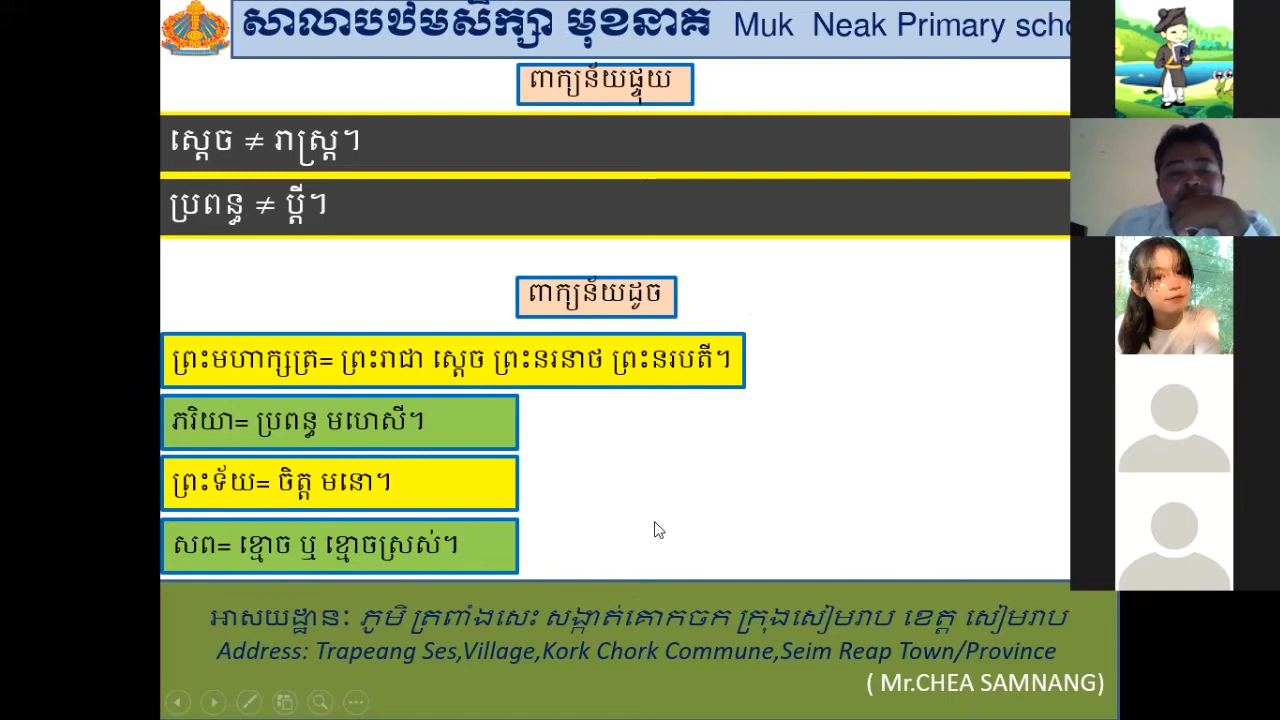 សាលាបឋមសិក្សា មុខនាគ Muk Neak Primary scho
ពាក្យន័យផ្ទុយ
ស្ដេច ≠ រាស្ត្រ។
ប្រពន្ធ ≠ ប្ដី។
ពាក្យន័យដូច
ព្រះមហាក្សត្រ= ព្រះរាជា ស្ដេច ព្រះនរនាថ ព្រះនរបតី។
ភរិយា= ប្រពន្ធ មហេសី។
ព្រះទ័យ= ចិត្ត មនោ។
សព= ខ្មោច ឬ ខ្មោចស្រស់។
អាសយដ្ឋានៈ ភូមិ ត្រពាំងសេះ សង្កាត់គោកចក ក្រុងសៀមរាប ខេត្ត សៀមរាប
Address: Trapeang Ses,Village,Kork Chork Commune,Seim Reap Town/Province
( Mr.CHEA SAMNANG)